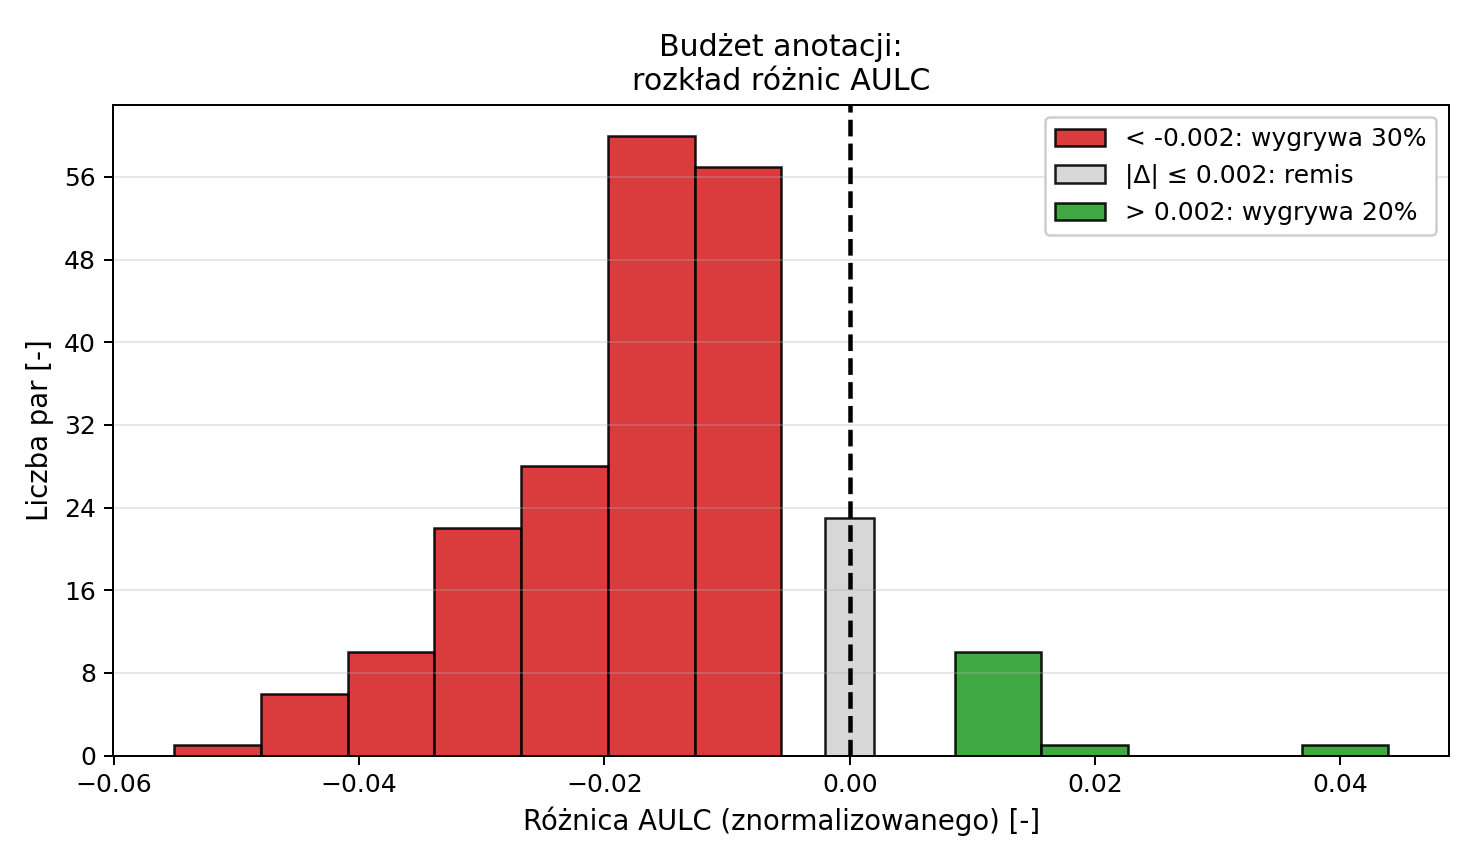 Budżet anotacji:
rozkład różnic AULC
< -0.002: wygrywa 30%
|Δ| ≤ 0.002: remis
> 0.002: wygrywa 20%
Liczba par [-]
56
48
40
32
24
16
8
0
−0.06
−0.04
−0.02
0.00
0.02
0.04
Różnica AULC (znormalizowanego) [-]